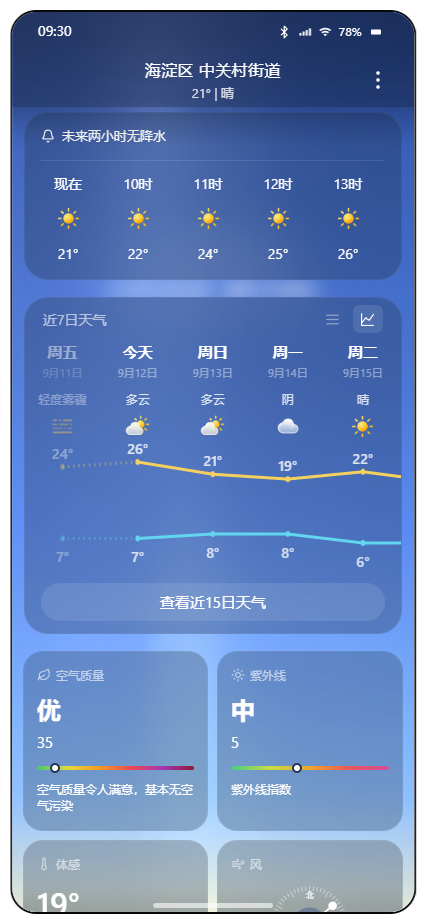 09:30 78%
海淀区 中关村街道
21° | 晴
未来两小时无降水
现在 10时 11时 12时 13时
21° 22° 24° 25° 26°
近7日天气
周五 今天 周日 周一 周二
9月11日 9月12日 9月13日 9月14日 9月15日
轻度雾霾 多云 多云 阴 晴
24° 26° 21° 19° 22°
7° 7° 8° 8° 6°
查看近15日天气
空气质量
优
35
空气质量令人满意，基本无空
气污染
紫外线
中
5
紫外线指数
体感
19°
风
北